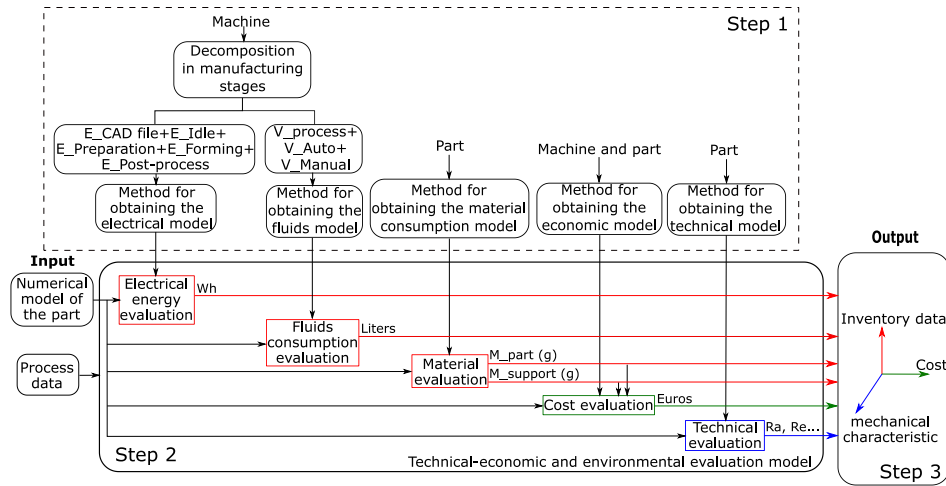 Step 1
Machine
Decomposition
in manufacturing
stages
E_CAD file+E_Idle+
E_Preparation+E_Forming+
E_Post-process
V_process+
V_Auto+
V_Manual
Part
Machine and part
Part
Method for
obtaining the
electrical model
Method for
obtaining the
fluids model
Method for
obtaining the material
consumption model
Method for
obtaining the
economic model
Method for
obtaining the
technical model
Input
Output
Numerical
model of
the part
Process
data
Electrical
energy
evaluation
Wh
Fluids
consumption
evaluation
Liters
Material
evaluation
M_part (g)
M_support (g)
Cost evaluation
Euros
Technical
evaluation
Ra, Re...
Step 2
Technical-economic and environmental evaluation model
Inventory data
Cost
mechanical
characteristic
Step 3